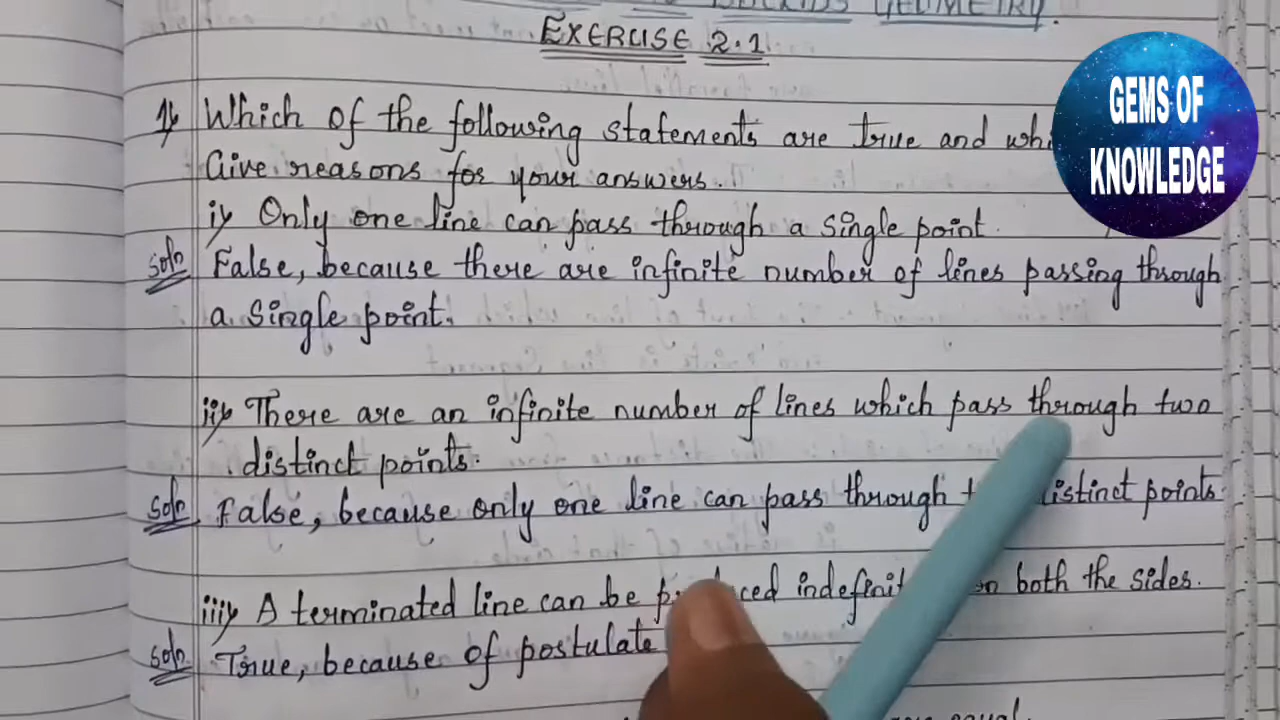 GEOMETRY.
EXERCISE 2.1
1) Which of the following statements are true and
Give reasons for your answers.
i) Only one line can pass through a single point.
Soln False, because there are infinite number of lines passing through
a single point.
ii) There are an infinite number of lines which pass through two
distinct points.
Soln False, because only one line can pass through distinct points
iii) A terminated line can be on both the sides.
Soln True, because of postulate
equal.
GEMS OF
KNOWLEDGE